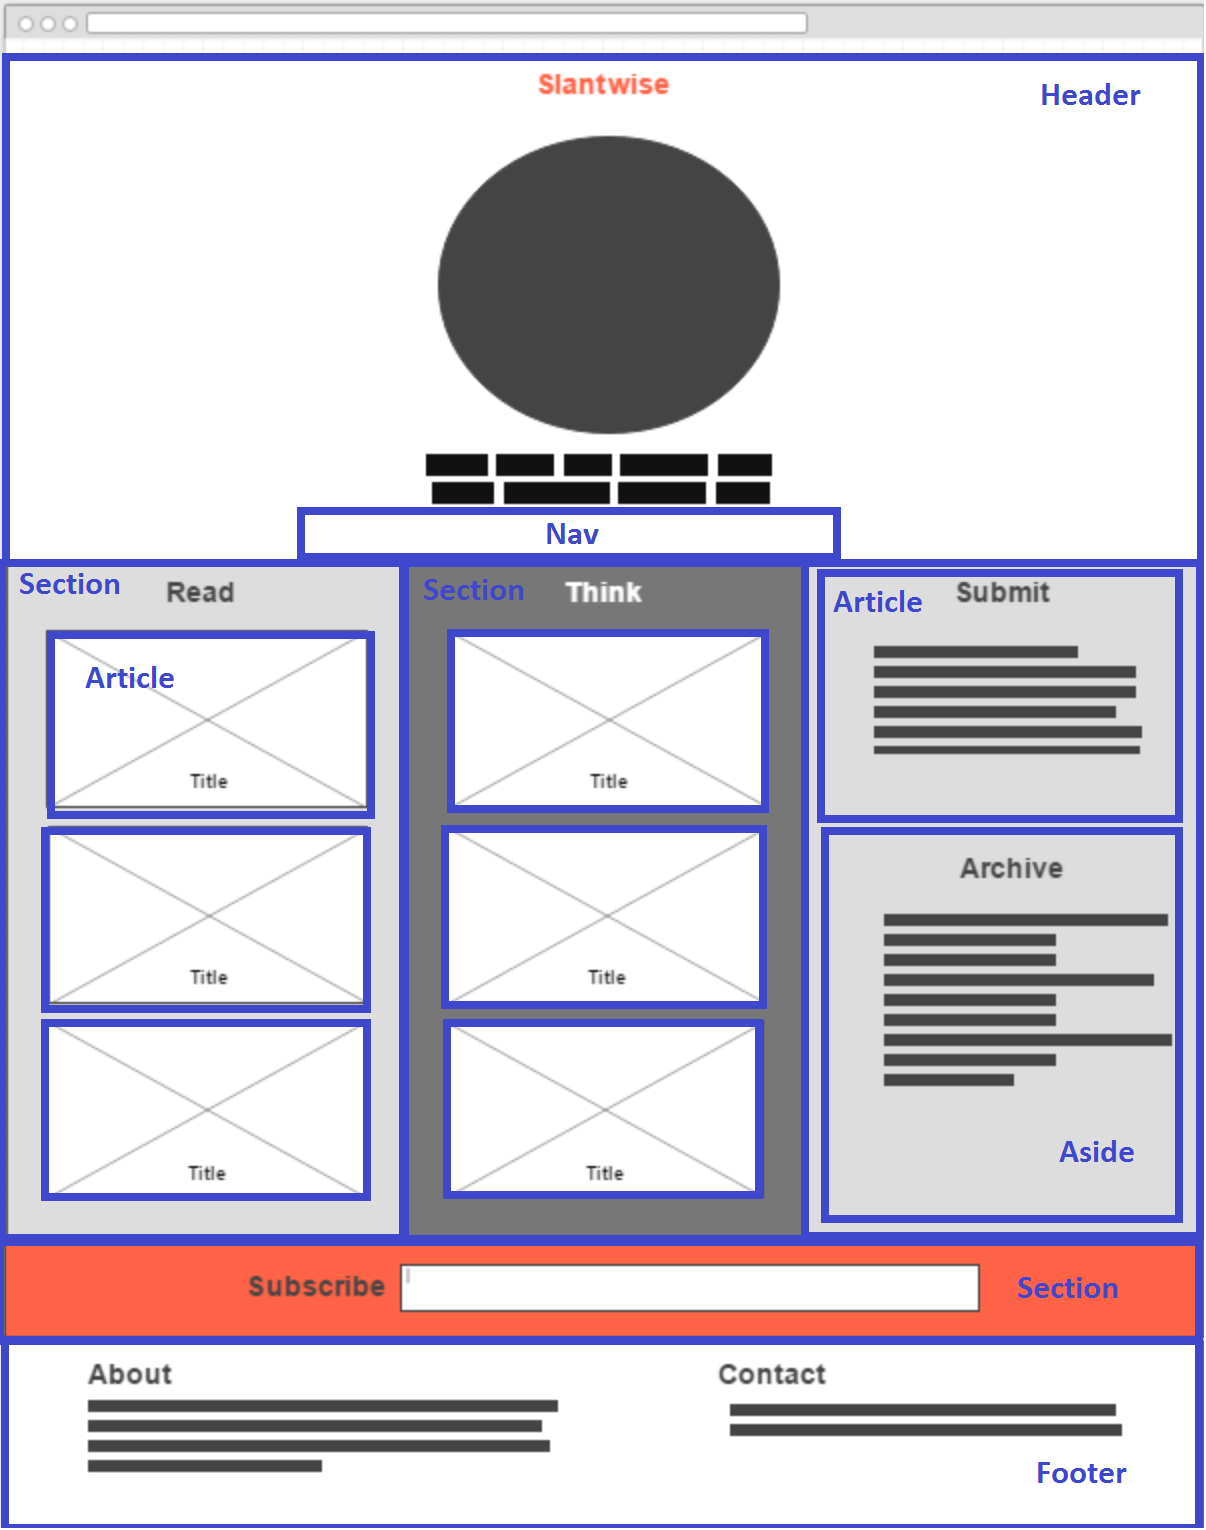 Slantwise
Header
Nav
Section
Read
Article
Title
Title
Title
Section
Think
Title
Title
Title
Article
Submit
Archive
Aside
Subscribe
Section
About
Contact
Footer